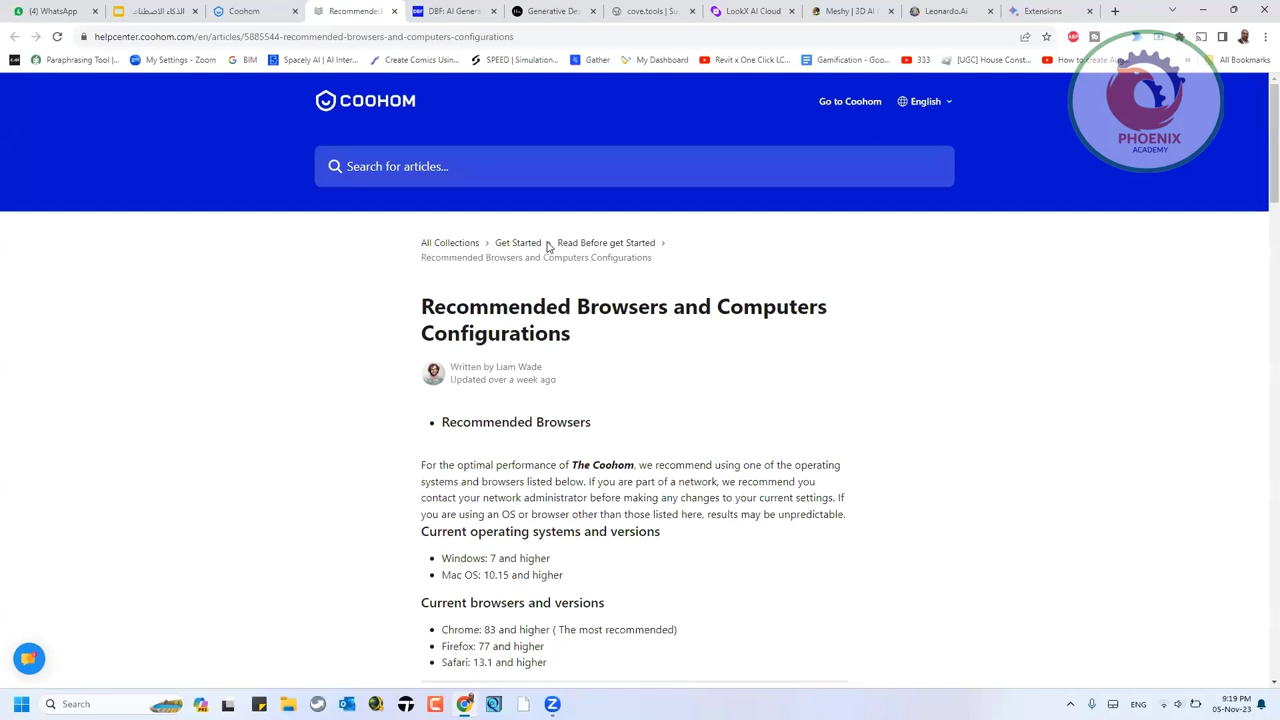 WhatsApp
الذكاء الاصطناعي
Coohom
Recommended
DBF: AI Genera
Generative Dez
cove.tools | Su
LookX AI Cloud
Meshy | 3D AI
Leonardo.Ai
Extensions
helpcenter.coohom.com/en/articles/5885544-recommended-browsers-and-computers-configurations
Paraphrasing Tool |...
My Settings - Zoom
BIM
Spacely AI | AI Inter...
Create Comics Usin...
SPEED | Simulation...
Gather
My Dashboard
Revit x One Click LC...
Gamification - Goo...
333
[UGC] House Const...
How to create Aug...
»
All Bookmarks
COOHOM
Go to Coohom
English
PHOENIX
ACADEMY
Search for articles...
All Collections > Get Started > Read Before get Started >
Recommended Browsers and Computers Configurations
Recommended Browsers and Computers
Configurations
Written by Liam Wade
Updated over a week ago
• Recommended Browsers
For the optimal performance of The Coohom, we recommend using one of the operating
systems and browsers listed below. If you are part of a network, we recommend you
contact your network administrator before making any changes to your current settings. If
you are using an OS or browser other than those listed here, results may be unpredictable.
Current operating systems and versions
• Windows: 7 and higher
• Mac OS: 10.15 and higher
Current browsers and versions
• Chrome: 83 and higher ( The most recommended)
• Firefox: 77 and higher
• Safari: 13.1 and higher
Search
ENG
9:19 PM
05-Nov-23